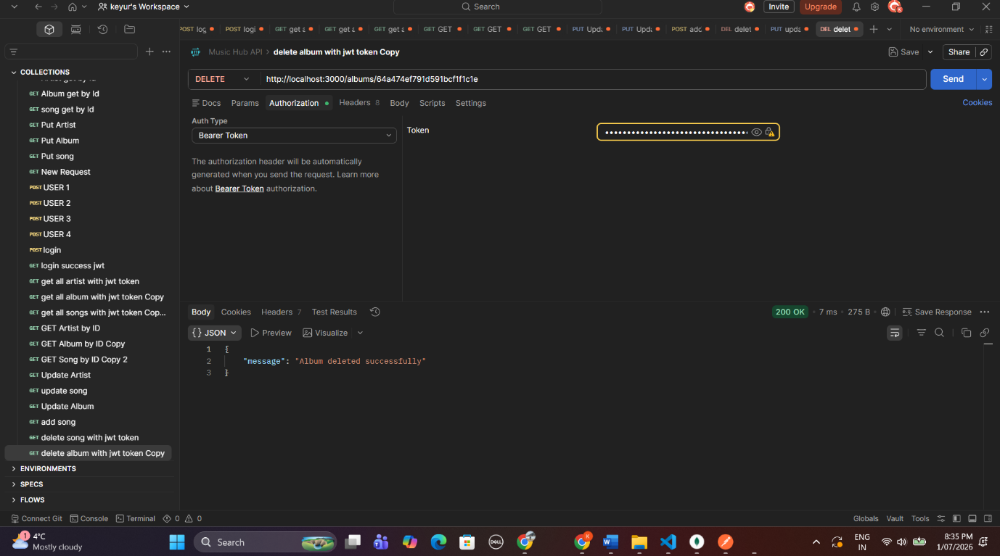 keyur's Workspace
Search
Invite
Upgrade
POST log
POST logi
GET get a
GET get a
GET get a
GET GET
GET GET
GET GET
PUT Upd
PUT Upd
POST adc
DEL delet
PUT upda
DEL delet
No environment
HTTP
Music Hub API > delete album with jwt token Copy
Save
Share
COLLECTIONS
GET Album get by Id
GET song get by Id
GET Put Artist
GET Put Album
GET Put song
GET New Request
POST USER 1
POST USER 2
POST USER 3
POST USER 4
POST login
GET login success jwt
GET get all artist with jwt token
GET get all album with jwt token Copy
GET get all songs with jwt token Cop...
GET GET Artist by ID
GET GET Album by ID Copy
GET GET Song by ID Copy 2
GET Update Artist
GET update song
GET Update Album
GET add song
GET delete song with jwt token
GET delete album with jwt token Copy
ENVIRONMENTS
SPECS
FLOWS
DELETE
http://localhost:3000/albums/64a474ef791d591bcf1f1c1e
Send
Docs
Params
Authorization
Headers 8
Body
Scripts
Settings
Cookies
Auth Type
Bearer Token
The authorization header will be automatically
generated when you send the request. Learn more
about Bearer Token authorization.
Token
Body
Cookies
Headers 7
Test Results
200 OK
7 ms
275 B
e.g. Save Response
{} JSON
Preview
Visualize
1 {
2 "message": "Album deleted successfully"
3 }
Connect Git
Console
Terminal
0
0
Globals
Vault
Tools
1
4°C
Mostly cloudy
Search
DELL
ENG
IN
8:35 PM
1/07/2026